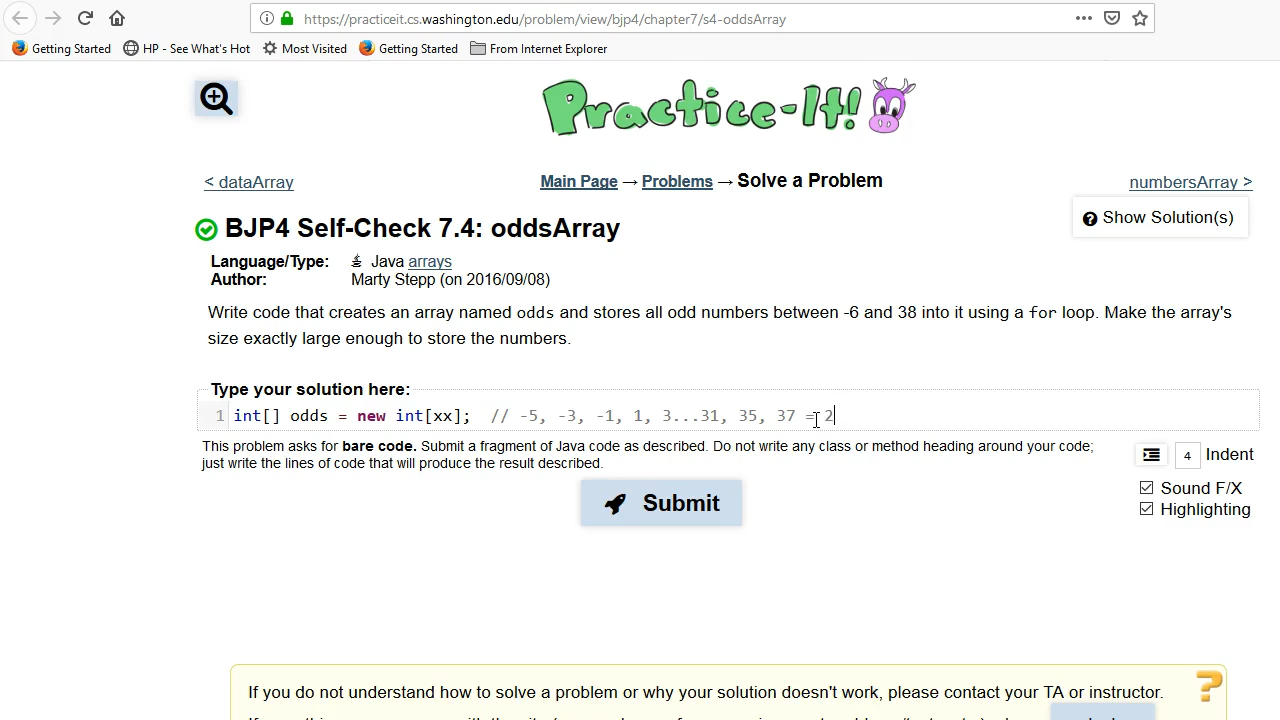 https://practiceit.cs.washington.edu/problem/view/bjp4/chapter7/s4-oddsArray
Getting Started HP - See What's Hot Most Visited Getting Started From Internet Explorer
Practice-It!
< dataArray Main Page → Problems → Solve a Problem numbersArray >
Show Solution(s)
BJP4 Self-Check 7.4: oddsArray
Language/Type: Java arrays
Author: Marty Stepp (on 2016/09/08)
Write code that creates an array named odds and stores all odd numbers between -6 and 38 into it using a for loop. Make the array's
size exactly large enough to store the numbers.
Type your solution here:
1 int[] odds = new int[xx];  // -5, -3, -1, 1, 3...31, 35, 37 = 2
This problem asks for bare code. Submit a fragment of Java code as described. Do not write any class or method heading around your code;
just write the lines of code that will produce the result described.
4 Indent
Sound F/X
Highlighting
Submit
If you do not understand how to solve a problem or why your solution doesn't work, please contact your TA or instructor.